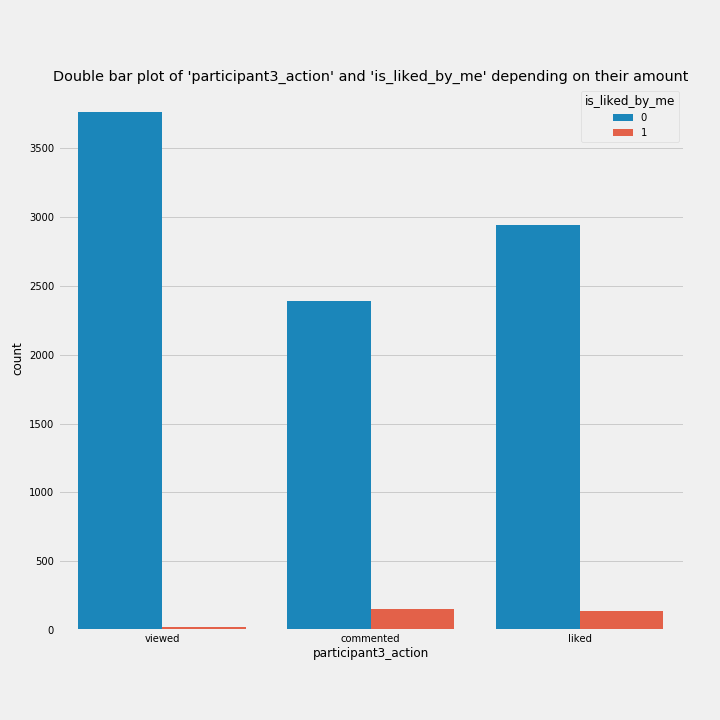 Double bar plot of 'participant3_action' and 'is_liked_by_me' depending on their amount
is_liked_by_me
0
1
3500
3000
2500
2000
1500
1000
500
0
count
viewed
commented
liked
participant3_action